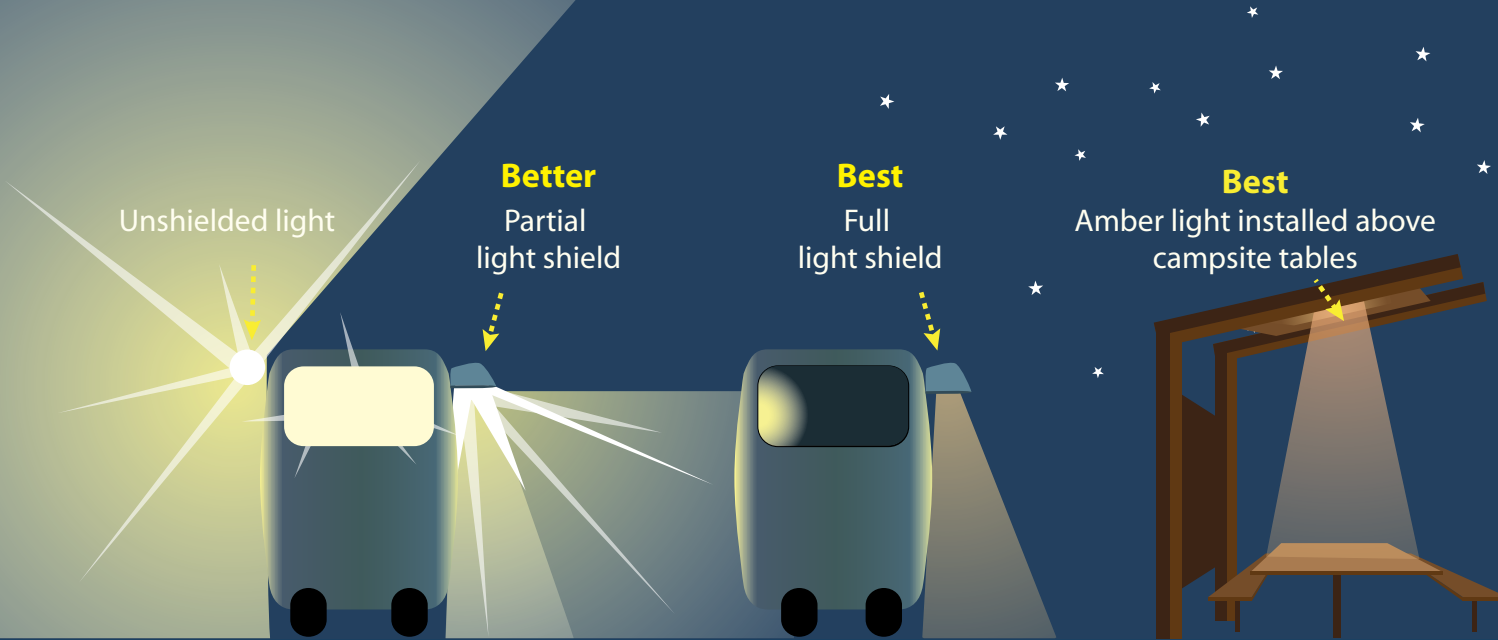 Unshielded light
Better
Partial
light shield
Best
Full
light shield
Best
Amber light installed above
campsite tables